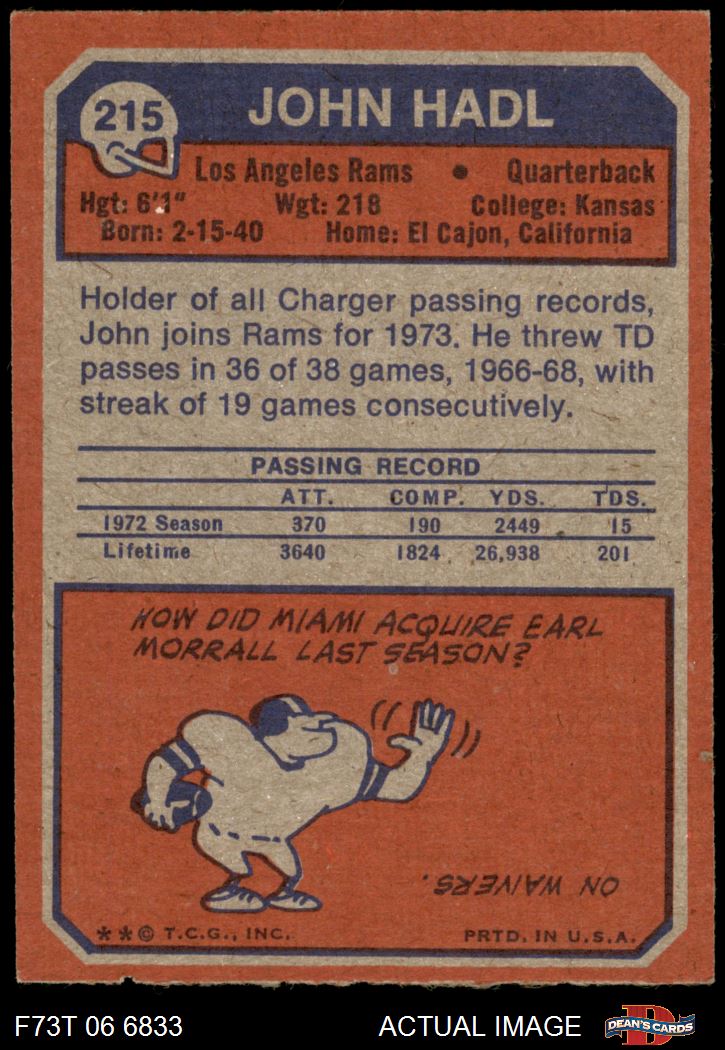 215
JOHN HADL
Los Angeles Rams • Quarterback
Hgt: 6'1" Wgt: 218 College: Kansas
Born: 2-15-40 Home: El Cajon, California
Holder of all Charger passing records,
John joins Rams for 1973. He threw TD
passes in 36 of 38 games, 1966-68, with
streak of 19 games consecutively.
PASSING RECORD
ATT. COMP. YDS. TDS.
1972 Season 370 190 2449 15
Lifetime 3640 1824 26,938 201
HOW DID MIAMI ACQUIRE EARL
MORRALL LAST SEASON?
ON WAIVERS.
**© T.C.G., INC. PRTD. IN U.S.A.
F73T 06 6833 ACTUAL IMAGE
D
DEAN'S CARDS